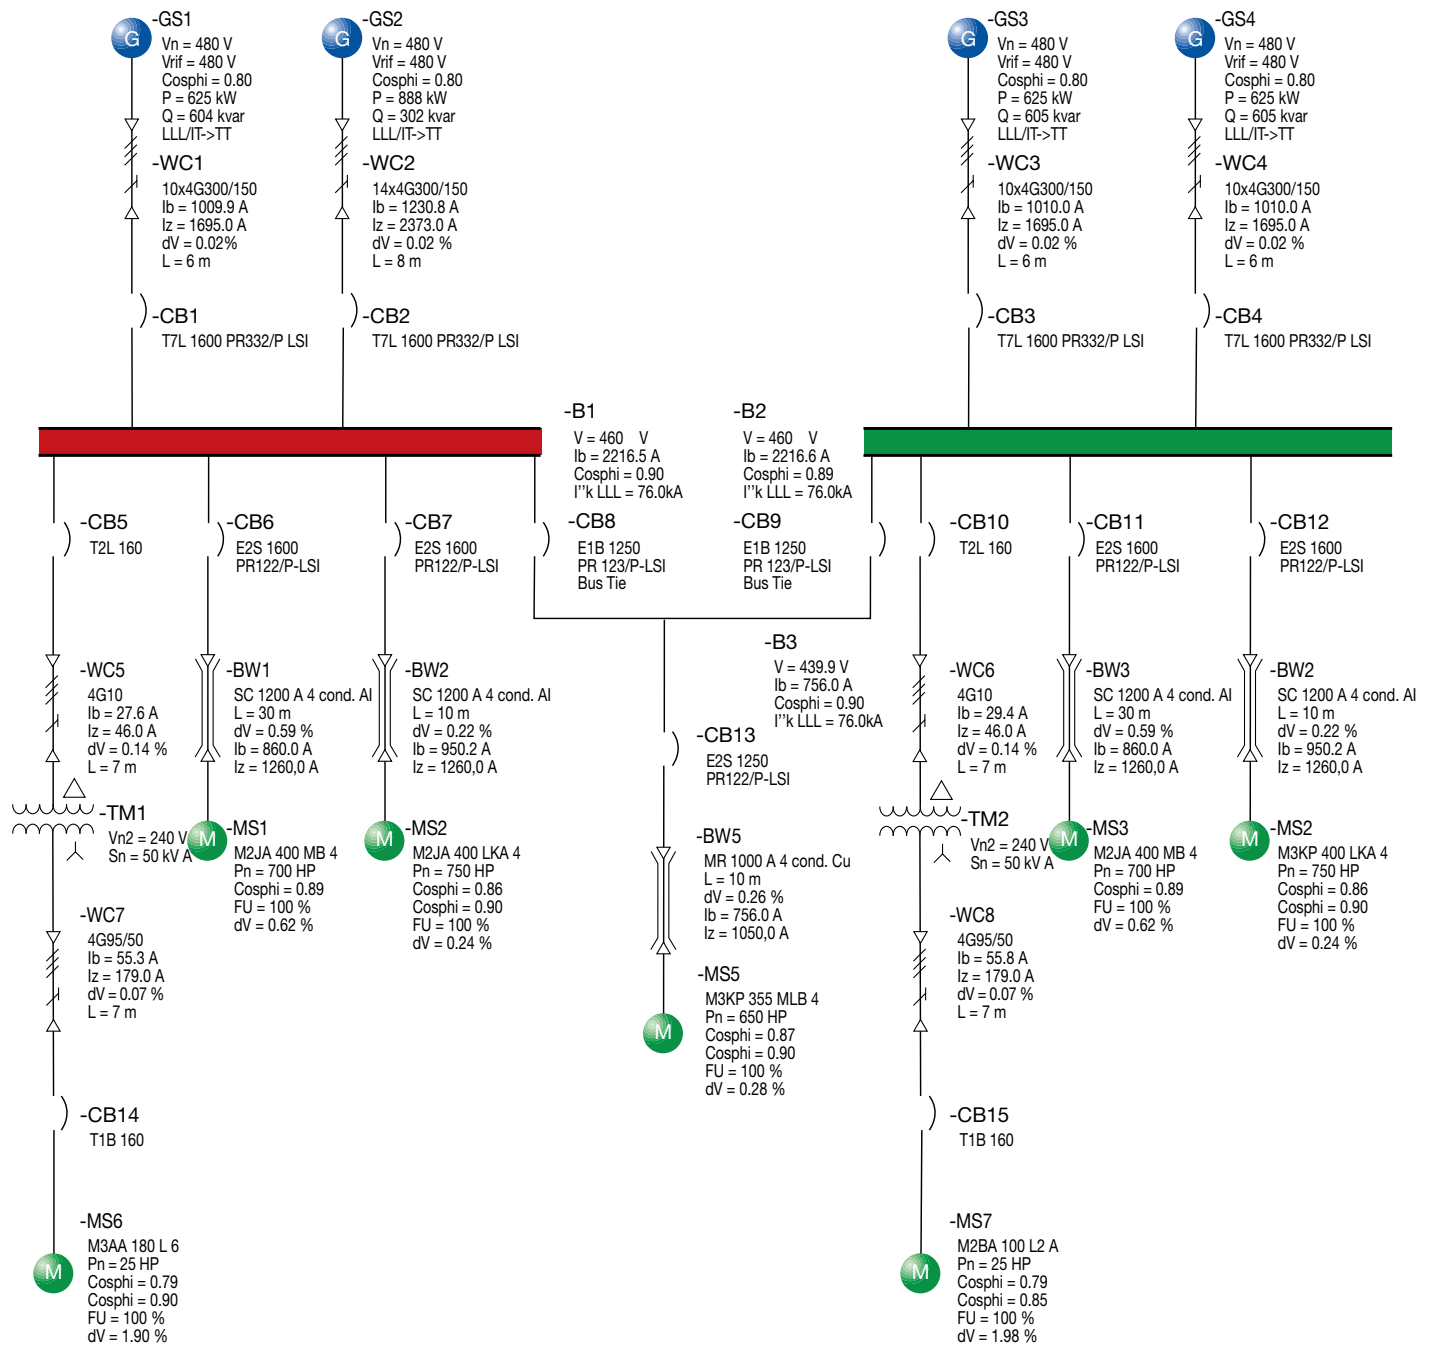 -GS1
G
Vn = 480 V
Vrif = 480 V
Cosphi = 0.80
P = 625 kW
Q = 604 kvar
LLL/IT->TT
-WC1
10x4G300/150
Ib = 1009.9 A
Iz = 1695.0 A
dV = 0.02%
L = 6 m
-CB1
T7L 1600 PR332/P LSI
-GS2
G
Vn = 480 V
Vrif = 480 V
Cosphi = 0.80
P = 888 kW
Q = 302 kvar
LLL/IT->TT
-WC2
14x4G300/150
Ib = 1230.8 A
Iz = 2373.0 A
dV = 0.02 %
L = 8 m
-CB2
T7L 1600 PR332/P LSI
-GS3
G
Vn = 480 V
Vrif = 480 V
Cosphi = 0.80
P = 625 kW
Q = 605 kvar
LLL/IT->TT
-WC3
10x4G300/150
Ib = 1010.0 A
Iz = 1695.0 A
dV = 0.02 %
L = 6 m
-CB3
T7L 1600 PR332/P LSI
-GS4
G
Vn = 480 V
Vrif = 480 V
Cosphi = 0.80
P = 625 kW
Q = 605 kvar
LLL/IT->TT
-WC4
10x4G300/150
Ib = 1010.0 A
Iz = 1695.0 A
dV = 0.02 %
L = 6 m
-CB4
T7L 1600 PR332/P LSI
-B1
V = 460 V
Ib = 2216.5 A
Cosphi = 0.90
I''k LLL = 76.0kA
-B2
V = 460 V
Ib = 2216.6 A
Cosphi = 0.89
I''k LLL = 76.0kA
-CB5
T2L 160
-CB6
E2S 1600
PR122/P-LSI
-CB7
E2S 1600
PR122/P-LSI
-CB8
E1B 1250
PR 123/P-LSI
Bus Tie
-CB9
E1B 1250
PR 123/P-LSI
Bus Tie
-CB10
T2L 160
-CB11
E2S 1600
PR122/P-LSI
-CB12
E2S 1600
PR122/P-LSI
-WC5
4G10
Ib = 27.6 A
Iz = 46.0 A
dV = 0.14 %
L = 7 m
-BW1
SC 1200 A 4 cond. Al
L = 30 m
dV = 0.59 %
Ib = 860.0 A
Iz = 1260,0 A
-BW2
SC 1200 A 4 cond. Al
L = 10 m
dV = 0.22 %
Ib = 950.2 A
Iz = 1260,0 A
-B3
V = 439.9 V
Ib = 756.0 A
Cosphi = 0.90
I''k LLL = 76.0kA
-CB13
E2S 1250
PR122/P-LSI
-WC6
4G10
Ib = 29.4 A
Iz = 46.0 A
dV = 0.14 %
L = 7 m
-BW3
SC 1200 A 4 cond. Al
L = 30 m
dV = 0.59 %
Ib = 860.0 A
Iz = 1260,0 A
-BW2
SC 1200 A 4 cond. Al
L = 10 m
dV = 0.22 %
Ib = 950.2 A
Iz = 1260,0 A
-TM1
Vn2 = 240 V
Sn = 50 kV A
-MS1
M
M2JA 400 MB 4
Pn = 700 HP
Cosphi = 0.89
FU = 100 %
dV = 0.62 %
-MS2
M
M2JA 400 LKA 4
Pn = 750 HP
Cosphi = 0.86
Cosphi = 0.90
FU = 100 %
dV = 0.24 %
-BW5
MR 1000 A 4 cond. Cu
L = 10 m
dV = 0.26 %
Ib = 756.0 A
Iz = 1050,0 A
-TM2
Vn2 = 240 V
Sn = 50 kV A
-MS3
M
M2JA 400 MB 4
Pn = 700 HP
Cosphi = 0.89
FU = 100 %
dV = 0.62 %
-MS2
M
M3KP 400 LKA 4
Pn = 750 HP
Cosphi = 0.86
Cosphi = 0.90
FU = 100 %
dV = 0.24 %
-WC7
4G95/50
Ib = 55.3 A
Iz = 179.0 A
dV = 0.07 %
L = 7 m
-MS5
M
M3KP 355 MLB 4
Pn = 650 HP
Cosphi = 0.87
Cosphi = 0.90
FU = 100 %
dV = 0.28 %
-WC8
4G95/50
Ib = 55.8 A
Iz = 179.0 A
dV = 0.07 %
L = 7 m
-CB14
T1B 160
-CB15
T1B 160
-MS6
M
M3AA 180 L 6
Pn = 25 HP
Cosphi = 0.79
Cosphi = 0.90
FU = 100 %
dV = 1.90 %
-MS7
M
M2BA 100 L2 A
Pn = 25 HP
Cosphi = 0.79
Cosphi = 0.85
FU = 100 %
dV = 1.98 %